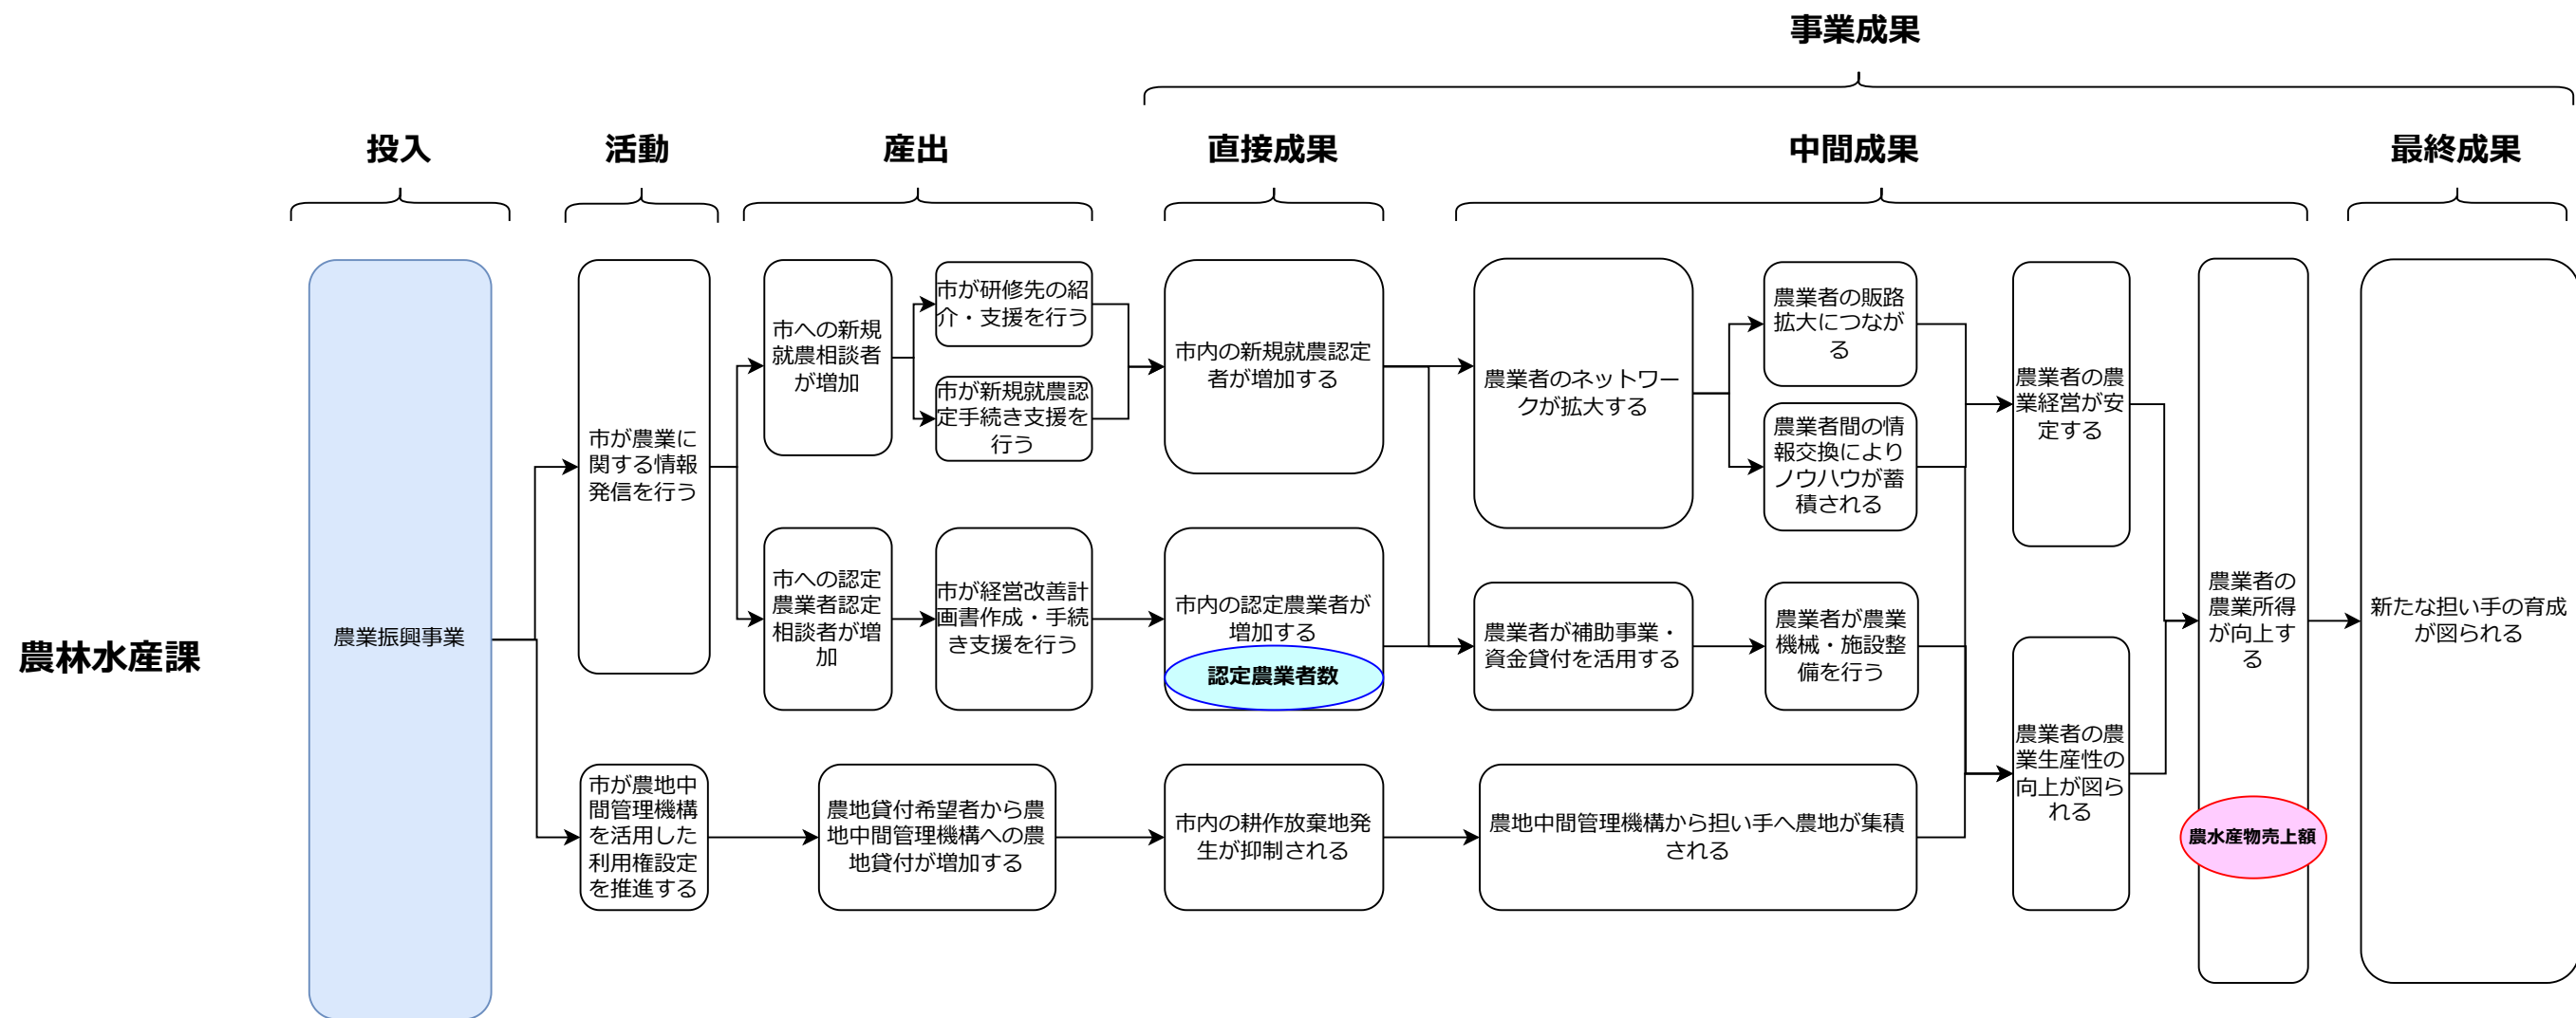 事業成果
投入
活動
産出
直接成果
中間成果
最終成果
農林水産課
農業振興事業
市が農業に
関する情報
発信を行う
市が農地中
間管理機構
を活用した
利用権設定
を推進する
市への新規
就農相談者
が増加
市が研修先の紹
介・支援を行う
市が新規就農認
定手続き支援を
行う
市への認定
農業者認定
相談者が増
加
市が経営改善計
画書作成・手続
き支援を行う
農地貸付希望者から農
地中間管理機構への農
地貸付が増加する
市内の新規就農認定
者が増加する
市内の認定農業者が
増加する
認定農業者数
市内の耕作放棄地発
生が抑制される
農業者のネットワー
クが拡大する
農業者の販路
拡大につなが
る
農業者間の情
報交換により
ノウハウが蓄
積される
農業者が補助事業・
資金貸付を活用する
農業者が農業
機械・施設整
備を行う
農地中間管理機構から担い手へ農地が集積
される
農業者の農
業経営が安
定する
農業者の農
業生産性の
向上が図ら
れる
農業者の
農業所得
が向上す
る
農水産物売上額
新たな担い手の育成
が図られる